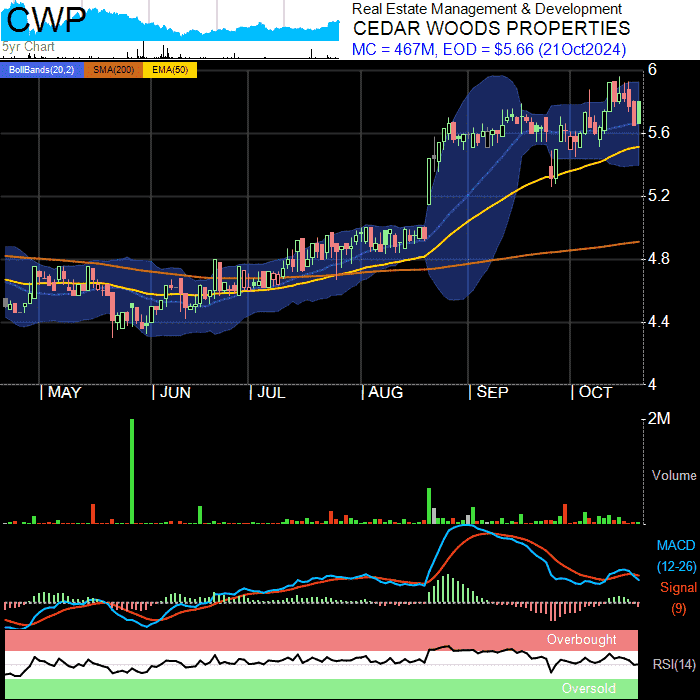 CWP
5yr Chart
Real Estate Management & Development
CEDAR WOODS PROPERTIES
MC = 467M, EOD = $5.66 (21Oct2024)
BollBands(20,2) SMA(200) EMA(50)
6
5.6
5.2
4.8
4.4
4
MAY JUN JUL AUG SEP OCT
2M
Volume
MACD
(12-26)
Signal
(9)
Overbought
RSI(14)
Oversold